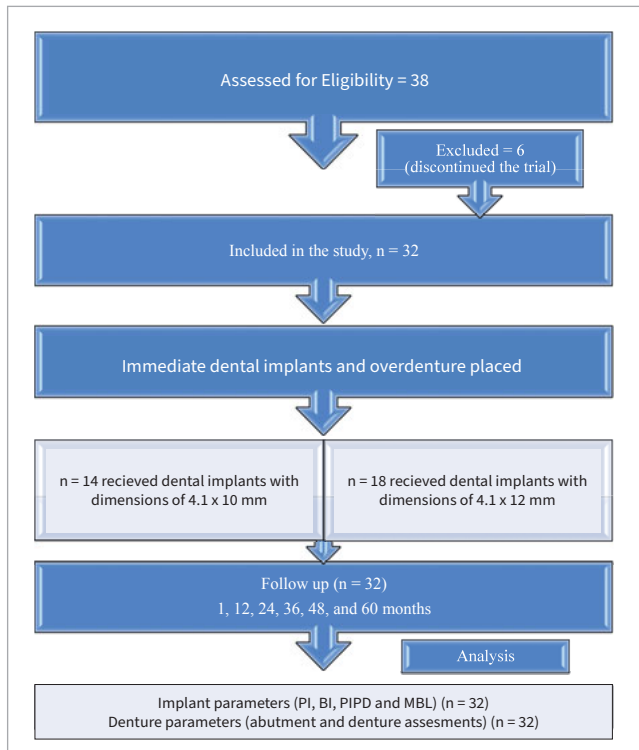 Assessed for Eligibility = 38
Excluded = 6
(discontinued the trial)
Included in the study, n = 32
Immediate dental implants and overdenture placed
n = 14 recieved dental implants with
dimensions of 4.1 x 10 mm
n = 18 recieved dental implants with
dimensions of 4.1 x 12 mm
Follow up (n = 32)
1, 12, 24, 36, 48, and 60 months
Analysis
Implant parameters (PI, BI, PIPD and MBL) (n = 32)
Denture parameters (abutment and denture assesments) (n = 32)